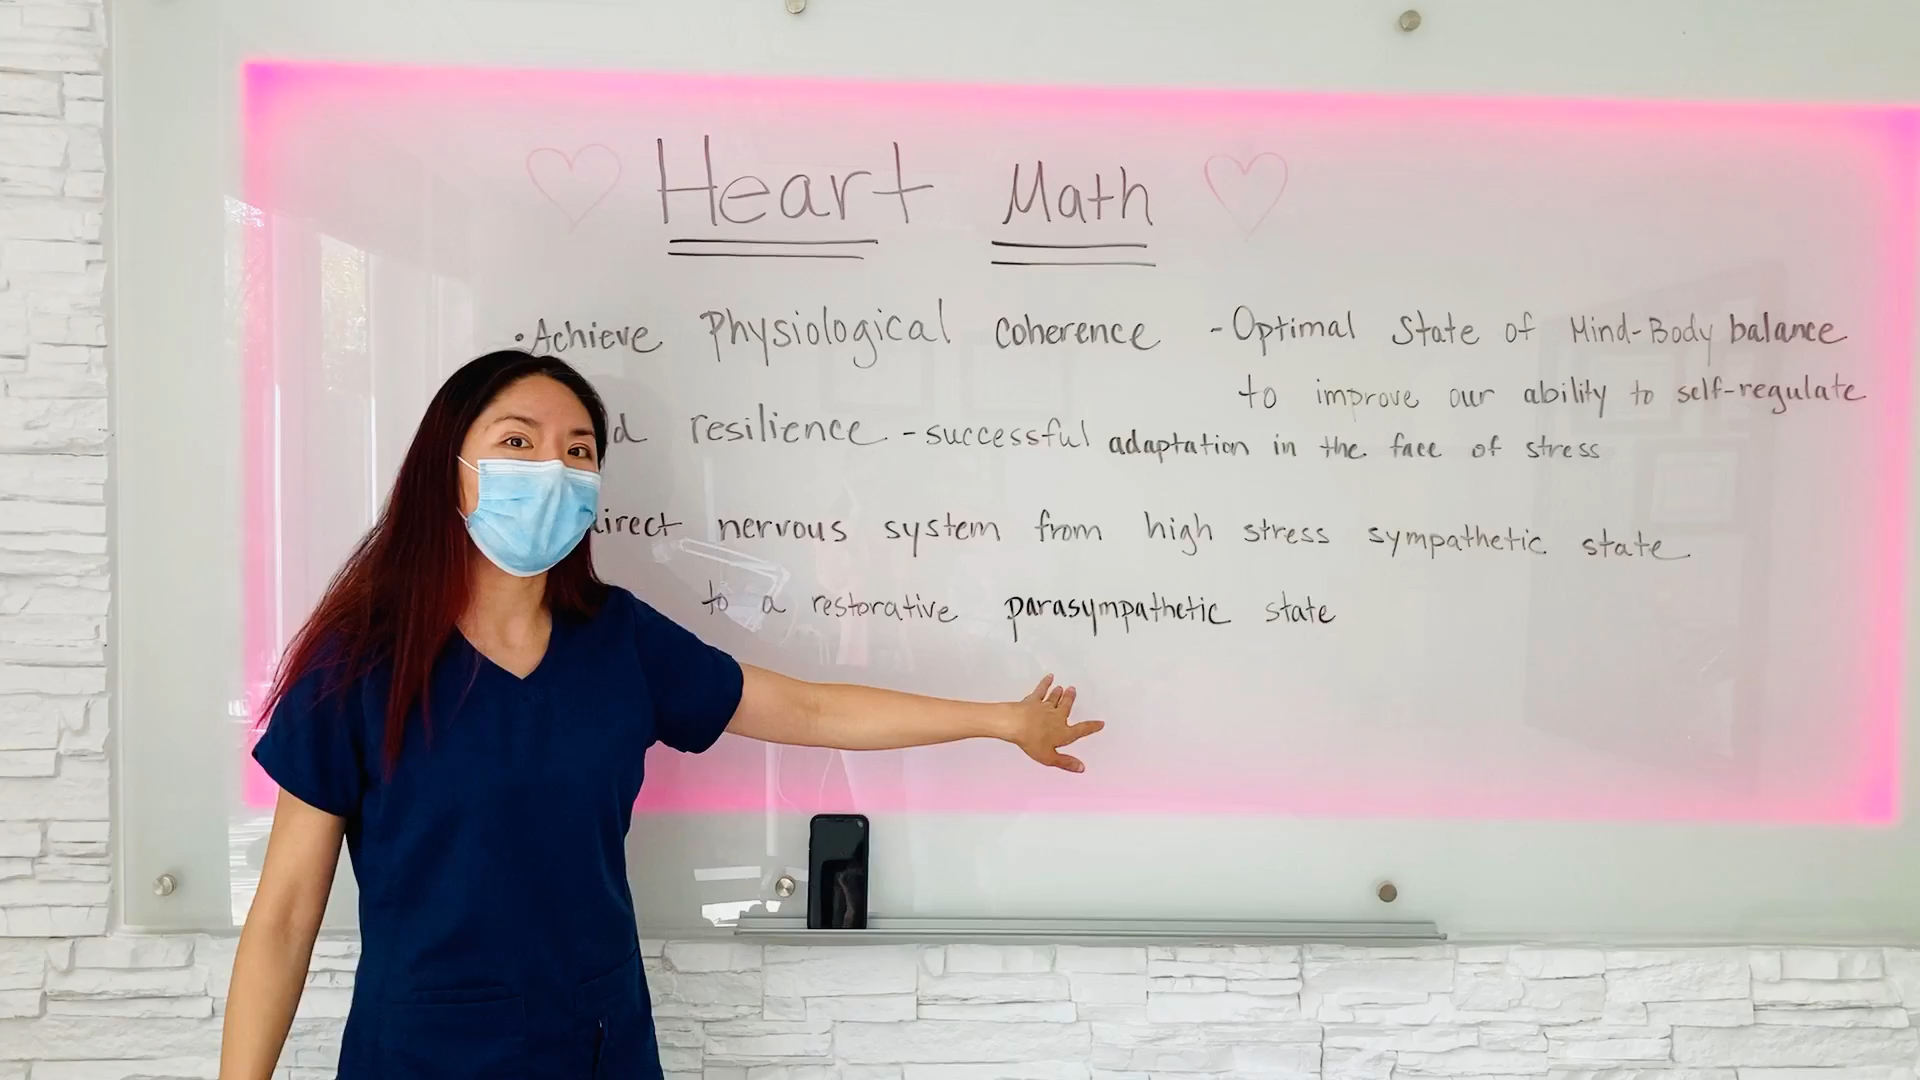 Heart Math
• Achieve Physiological coherence - Optimal State of Mind-Body balance
to improve our ability to self-regulate
resilience - successful adaptation in the face of stress
nervous system from high stress sympathetic state
to a restorative parasympathetic state